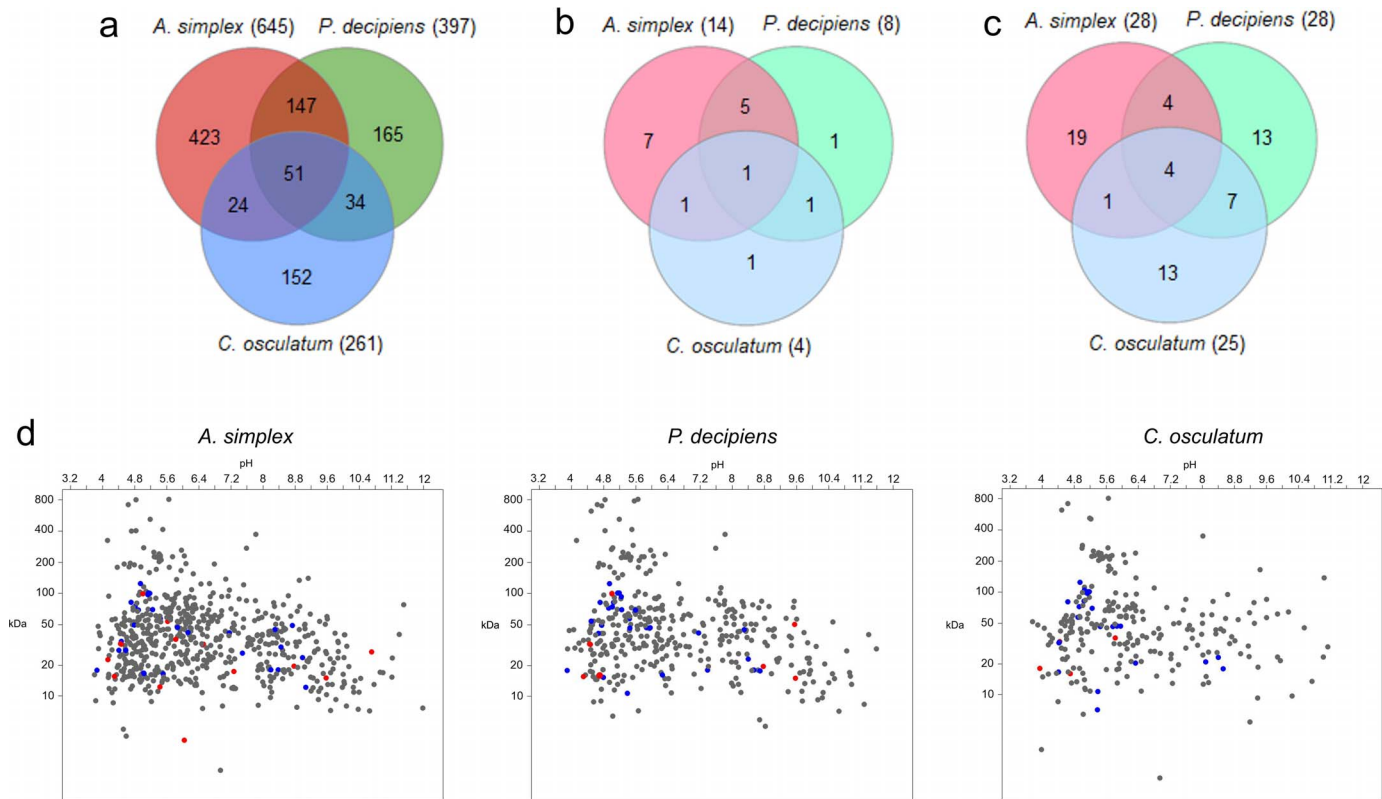 a
A. simplex (645) P. decipiens (397)
423
147
165
51
24
34
152
C. osculatum (261)
b
A. simplex (14) P. decipiens (8)
7
5
1
1
1
1
1
C. osculatum (4)
c
A. simplex (28) P. decipiens (28)
19
4
13
4
1
7
13
C. osculatum (25)
d
A. simplex
pH
3.2 4 4.8 5.6 6.4 7.2 8 8.8 9.6 10.4 11.2 12
800
400
200
100
kDa
50
20
10
P. decipiens
pH
3.2 4 4.8 5.6 6.4 7.2 8 8.8 9.6 10.4 11.2 12
800
400
200
100
kDa
50
20
10
C. osculatum
pH
3.2 4 4.8 5.6 6.4 7.2 8 8.8 9.6 10.4 11.2 12
800
400
200
100
kDa
50
20
10